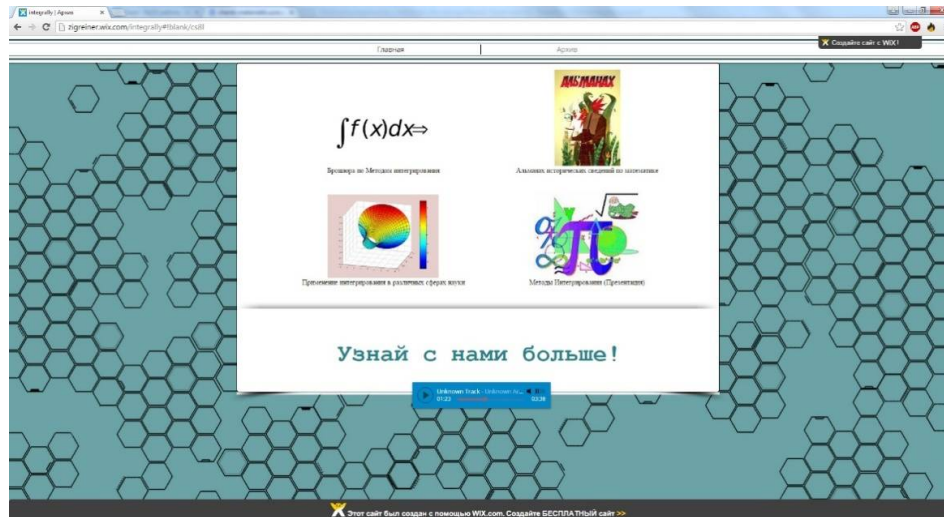 integrally | Архив
zigreiner.wix.com/integrally#!blank/cs8l
Создайте сайт с WIX!
Главная
Архив
∫f(x)dx⇒
АЛЬМАНАХ
Брошюра по Методам интегрирования
Альманах исторических сведений по математике
Применение интегрирования в различных сферах науки
Методы Интегрирования (Презентация)
Узнай с нами больше!
Unknown Track - Unknown
01:23
03:38
Этот сайт был создан с помощью WIX.com. Создайте БЕСПЛАТНЫЙ сайт >>